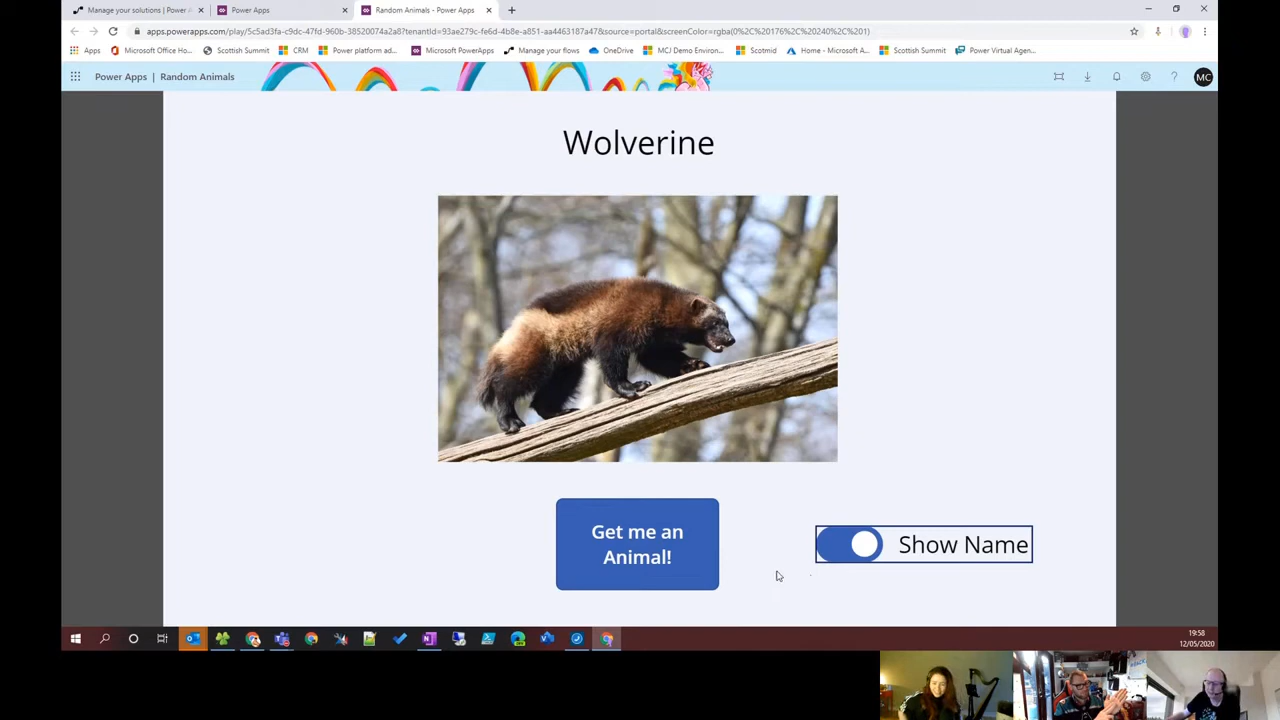 Manage your solutions | Power A
Power Apps
Random Animals - Power Apps
apps.powerapps.com/play/5c5ad3fa-c9dc-47fd-960b-38520074a2a8?tenantId=93ae279c-fe6d-4b8e-a851-aa4463187a47&source=portal&screenColor=rgba(0%2C%20176%2C%20240%2C%201)
Apps
Microsoft Office Ho...
Scottish Summit
CRM
Power platform ad...
Microsoft PowerApps
Manage your flows
OneDrive
MCJ Demo Environ...
Scotmid
Home - Microsoft A...
Scottish Summit
Power Virtual Agen...
Power Apps | Random Animals
MC
Wolverine
Get me an
Animal!
Show Name
19:58
12/05/2020